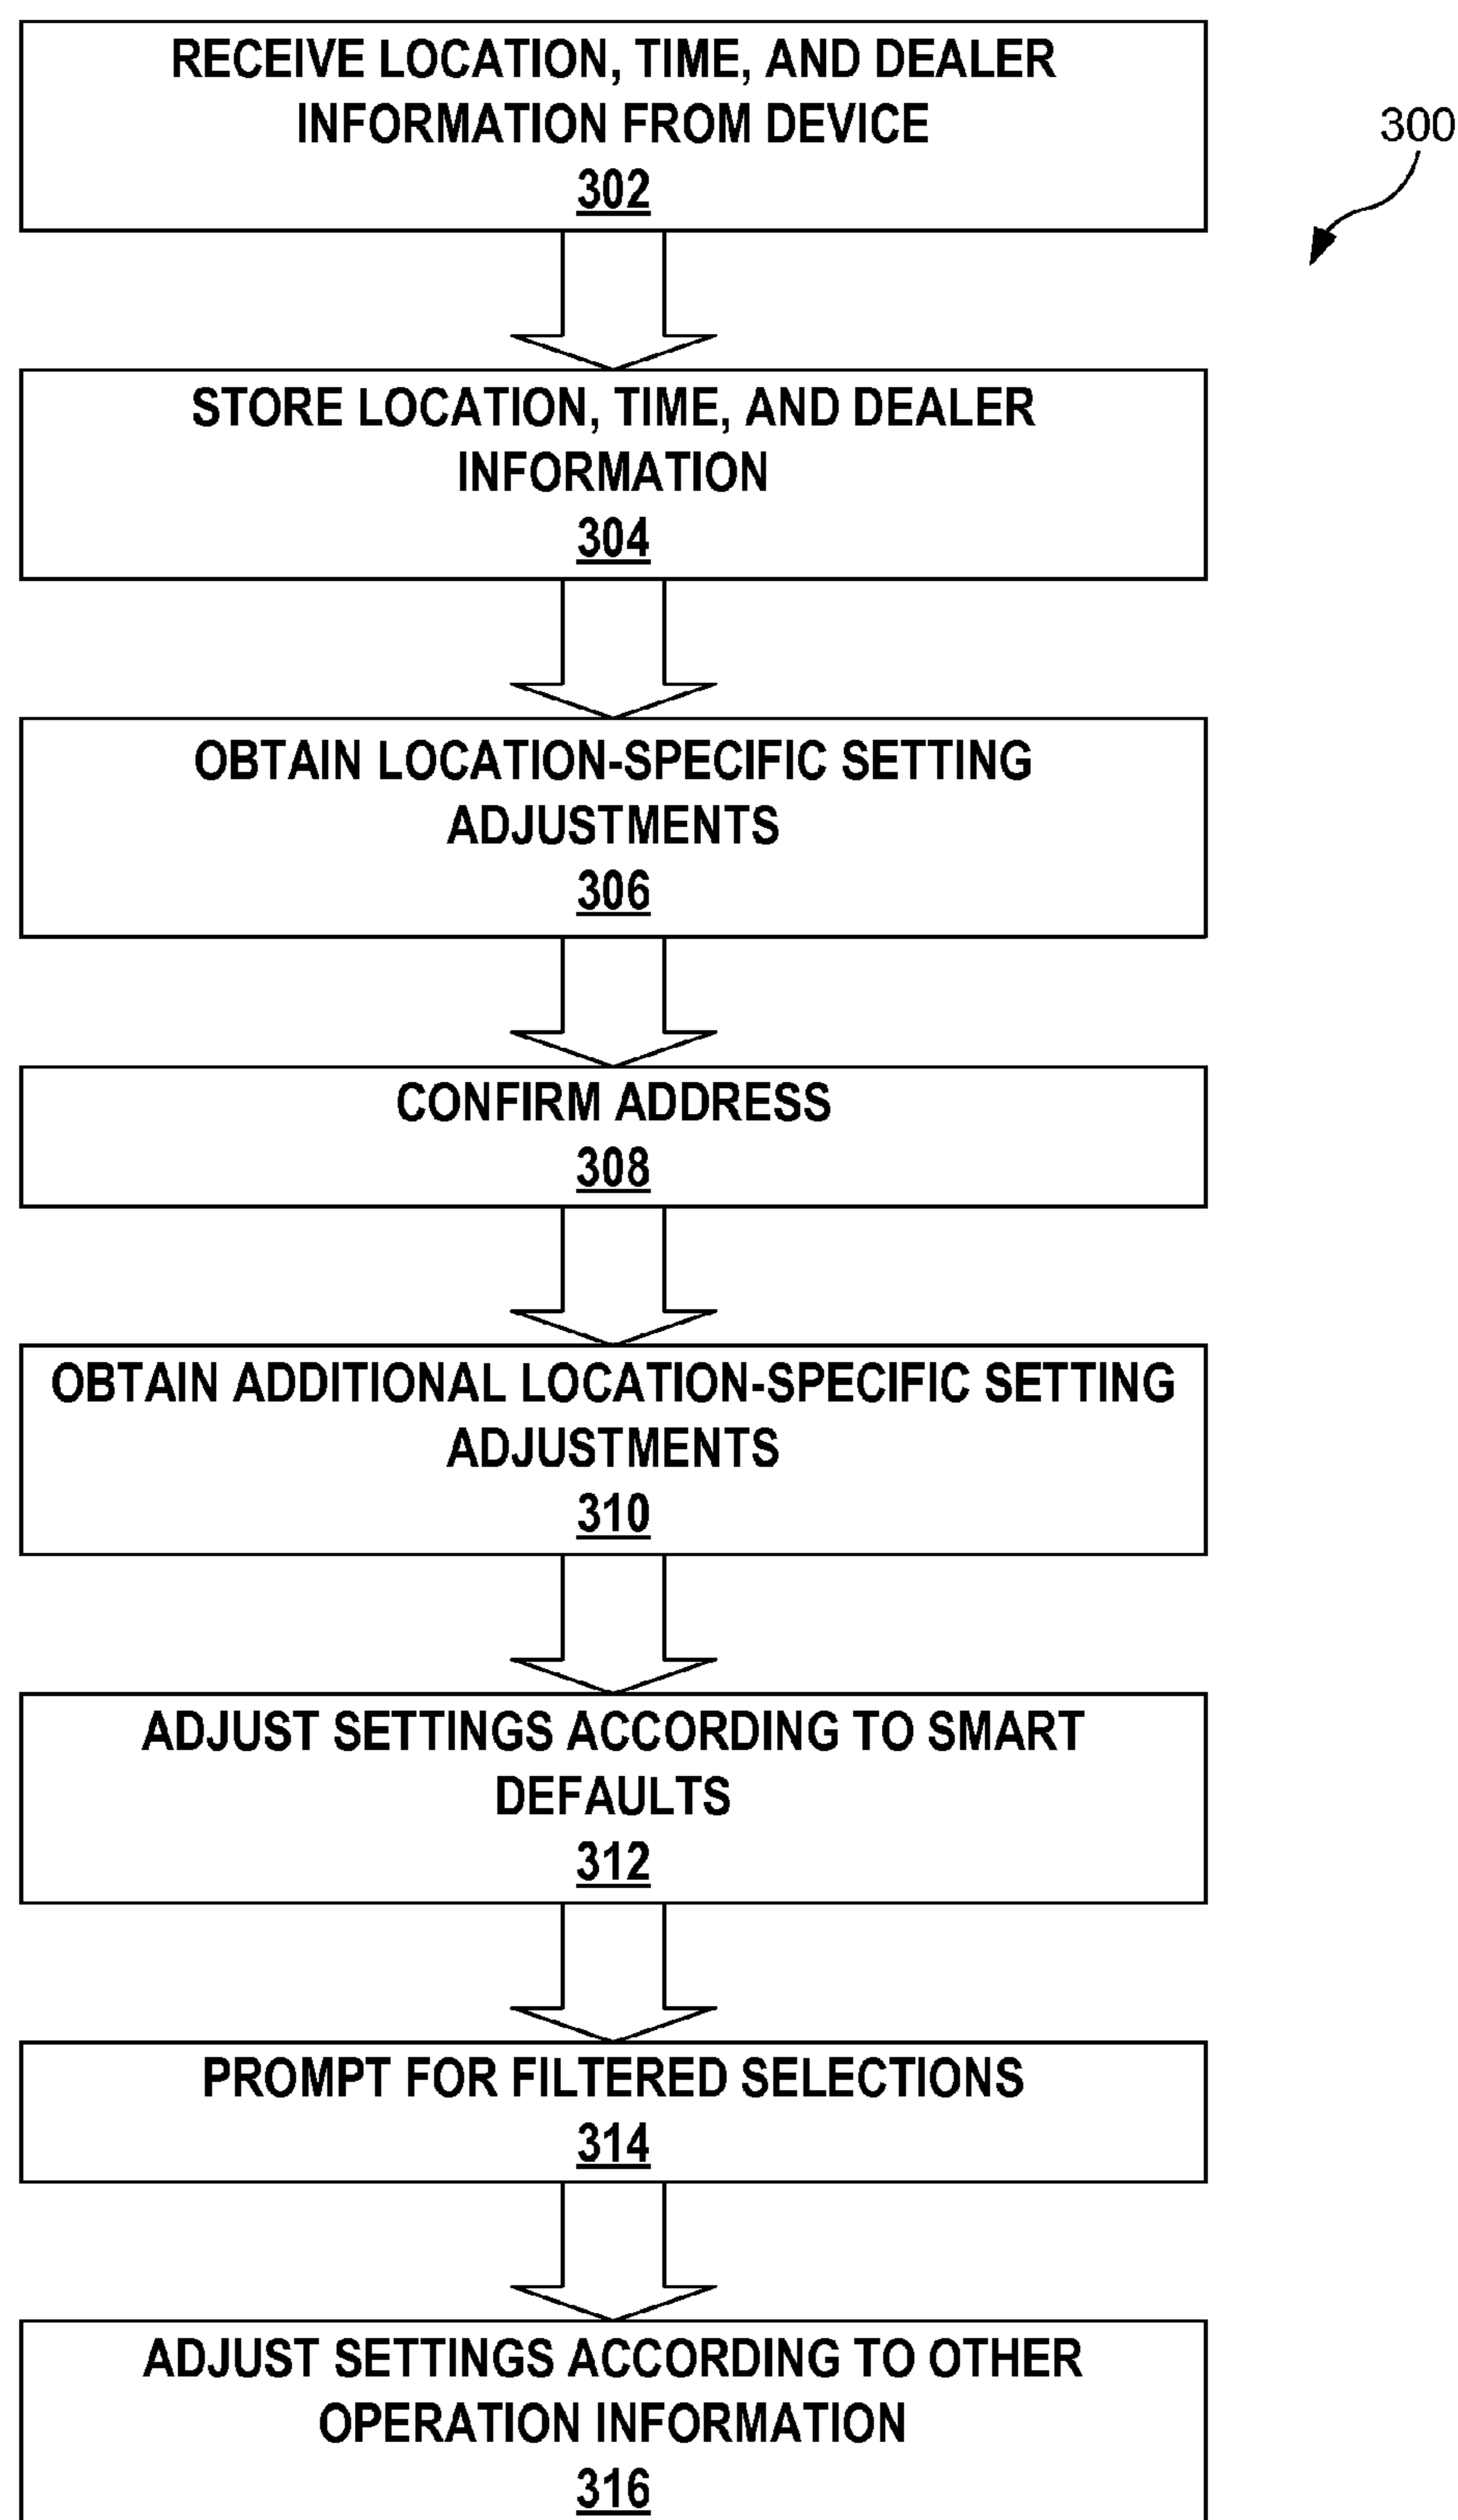 RECEIVE LOCATION, TIME, AND DEALER
INFORMATION FROM DEVICE
302
300
STORE LOCATION, TIME, AND DEALER
INFORMATION
304
OBTAIN LOCATION-SPECIFIC SETTING
ADJUSTMENTS
306
CONFIRM ADDRESS
308
OBTAIN ADDITIONAL LOCATION-SPECIFIC SETTING
ADJUSTMENTS
310
ADJUST SETTINGS ACCORDING TO SMART
DEFAULTS
312
PROMPT FOR FILTERED SELECTIONS
314
ADJUST SETTINGS ACCORDING TO OTHER
OPERATION INFORMATION
316